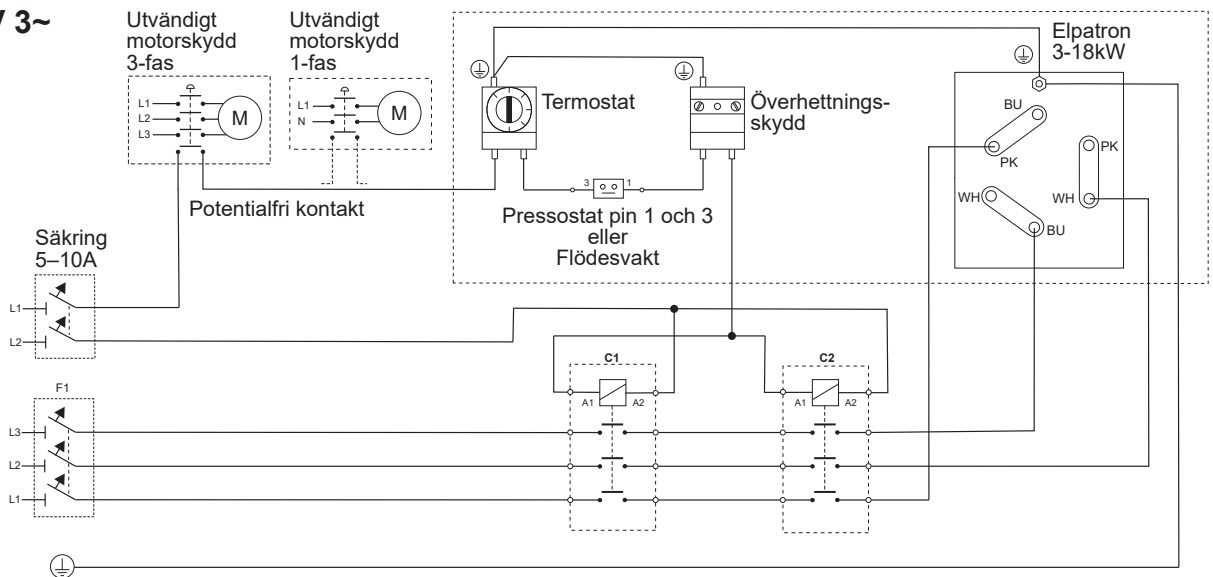 V 3~
Utvändigt
motorskydd
3-fas
L1
L2
L3
M
Utvändigt
motorskydd
1-fas
L1
N
M
Termostat
Överhettnings-
skydd
Elpatron
3-18kW
BU
PK
PK
WH
WH
BU
3
1
Pressostat pin 1 och 3
eller
Flödesvakt
Potentialfri kontakt
Säkring
5–10A
L1
L2
C1
A1
A2
C2
A1
A2
F1
L3
L2
L1